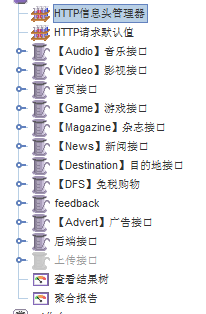 HTTP信息头管理器
HTTP请求默认值
【Audio】音乐接口
【Video】影视接口
首页接口
【Game】游戏接口
【Magazine】杂志接口
【News】新闻接口
【Destination】目的地接口
【DFS】免税购物
feedback
【Advert】广告接口
后端接口
上传接口
查看结果树
聚合报告